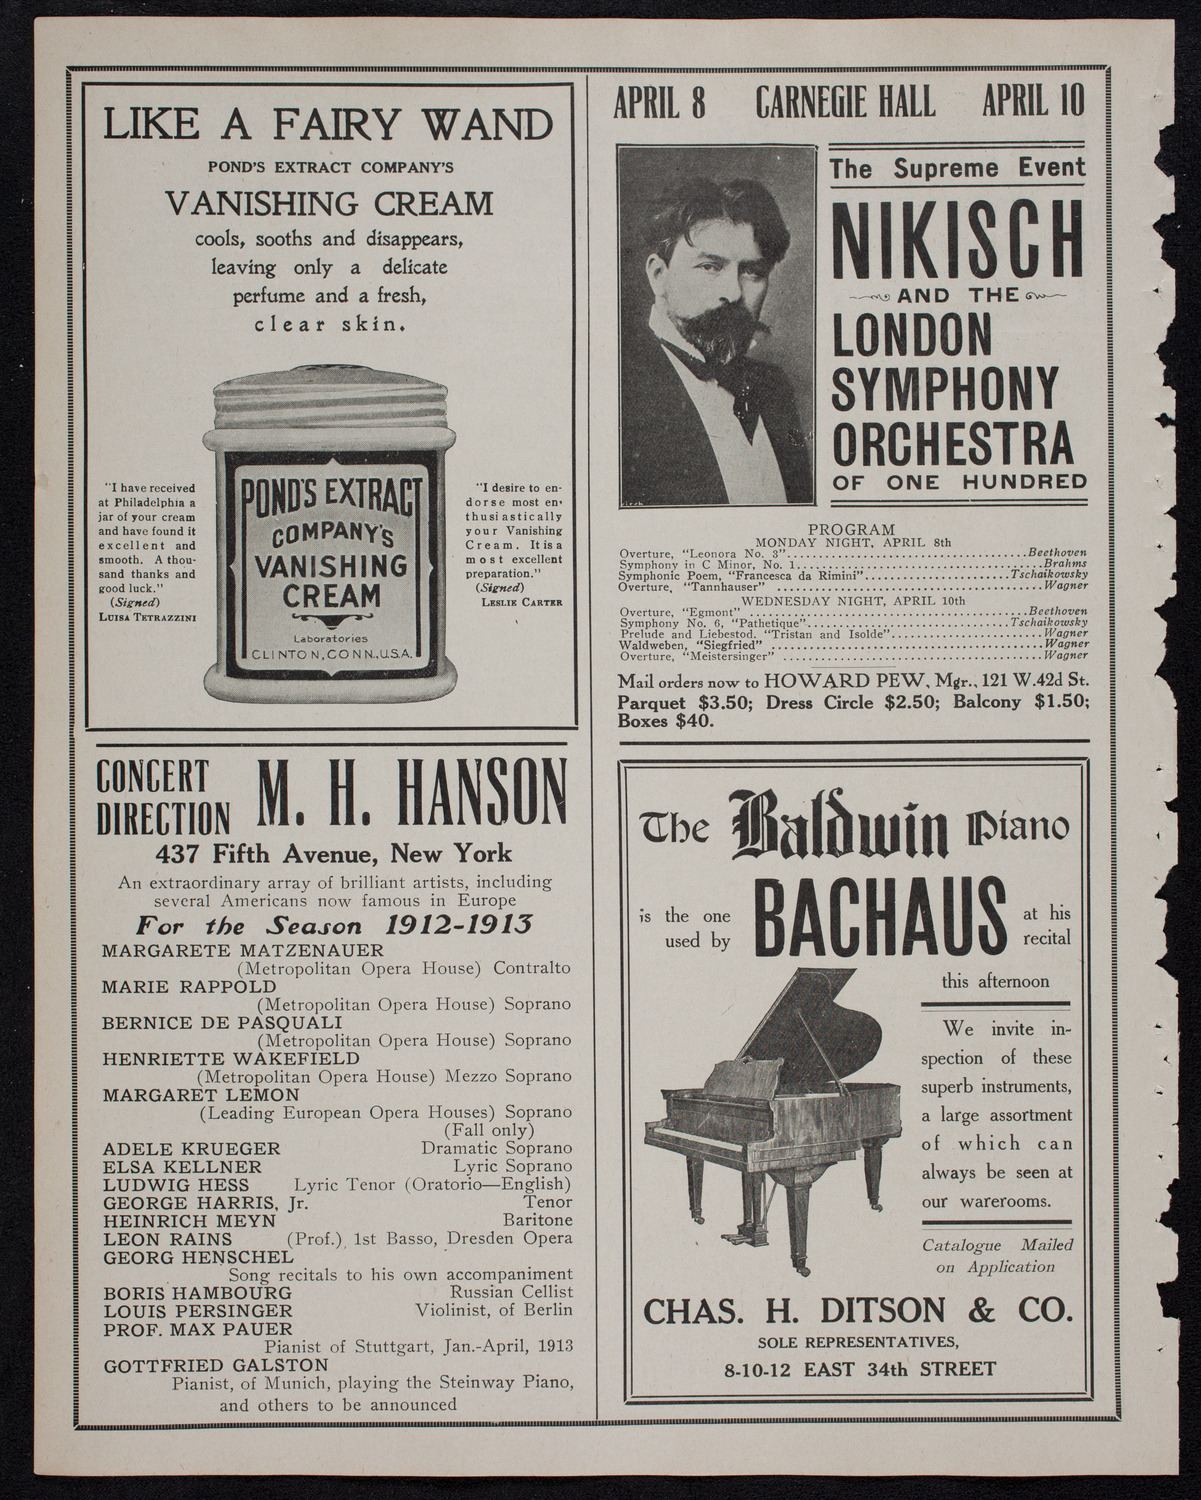 LIKE A FAIRY WAND
POND'S EXTRACT COMPANY'S
VANISHING CREAM
cools, sooths and disappears,
leaving only a delicate
perfume and a fresh,
clear skin.
"I have received
at Philadelphia a
jar of your cream
and have found it
excellent and
smooth. A thou-
sand thanks and
good luck."
(Signed)
LUISA TETRAZZINI
POND'S EXTRACT
COMPANY'S
VANISHING
CREAM
Laboratories
CLINTON, CONN., U.S.A.
"I desire to en-
dorse most en-
thusiastically
your Vanishing
Cream. It is a
most excellent
preparation."
(Signed)
LESLIE CARTER
CONCERT
DIRECTION M. H. HANSON
437 Fifth Avenue, New York
An extraordinary array of brilliant artists, including
several Americans now famous in Europe
For the Season 1912-1913
MARGARETE MATZENAUER
(Metropolitan Opera House) Contralto
MARIE RAPPOLD
(Metropolitan Opera House) Soprano
BERNICE DE PASQUALI
(Metropolitan Opera House) Soprano
HENRIETTE WAKEFIELD
(Metropolitan Opera House) Mezzo Soprano
MARGARET LEMON
(Leading European Opera Houses) Soprano
(Fall only)
ADELE KRUEGER Dramatic Soprano
ELSA KELLNER Lyric Soprano
LUDWIG HESS Lyric Tenor (Oratorio—English)
GEORGE HARRIS, Jr. Tenor
HEINRICH MEYN Baritone
LEON RAINS (Prof.), 1st Basso, Dresden Opera
GEORG HENSCHEL
Song recitals to his own accompaniment
BORIS HAMBOURG Russian Cellist
LOUIS PERSINGER Violinist, of Berlin
PROF. MAX PAUER
Pianist of Stuttgart, Jan.-April, 1913
GOTTFRIED GALSTON
Pianist, of Munich, playing the Steinway Piano,
and others to be announced
APRIL 8 CARNEGIE HALL APRIL 10
The Supreme Event
NIKISCH
AND THE
LONDON
SYMPHONY
ORCHESTRA
OF ONE HUNDRED
PROGRAM
MONDAY NIGHT, APRIL 8th
Overture, "Leonora No. 3" Beethoven
Symphony in C Minor, No. 1 Brahms
Symphonic Poem, "Francesca da Rimini" Tschaikowsky
Overture, "Tannhauser" Wagner
WEDNESDAY NIGHT, APRIL 10th
Overture, "Egmont" Beethoven
Symphony No. 6, "Pathetique" Tschaikowsky
Prelude and Liebestod, "Tristan and Isolde" Wagner
Waldweben, "Siegfried" Wagner
Overture, "Meistersinger" Wagner
Mail orders now to HOWARD PEW, Mgr., 121 W. 42d St.
Parquet $3.50; Dress Circle $2.50; Balcony $1.50;
Boxes $40.
The Baldwin Piano
is the one
used by BACHAUS at his
recital
this afternoon
We invite in-
spection of these
superb instruments,
a large assortment
of which can
always be seen at
our warerooms.
Catalogue Mailed
on Application
CHAS. H. DITSON & CO.
SOLE REPRESENTATIVES,
8-10-12 EAST 34th STREET